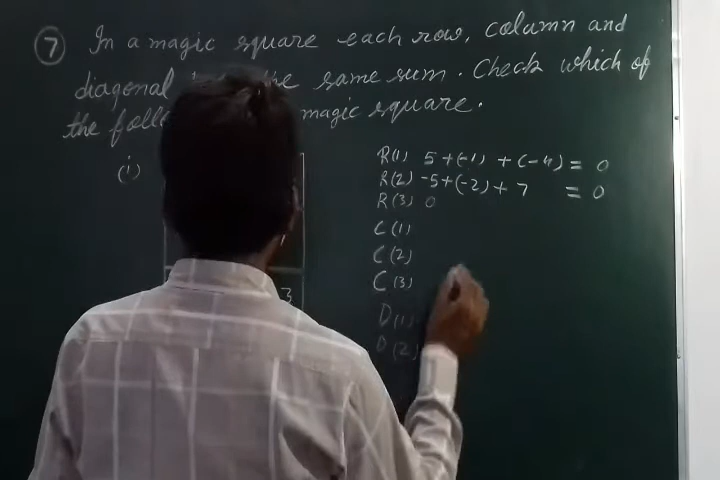 7 In a magic square each row, column and
diagonal the same sum. Check which of
the magic square.
(i)
3
R(1) 5+(-1) +(-4) = 0
R(2) -5+(-2)+ 7 = 0
R(3) 0
C(1)
C(2)
C(3)
D(1)
D(2)